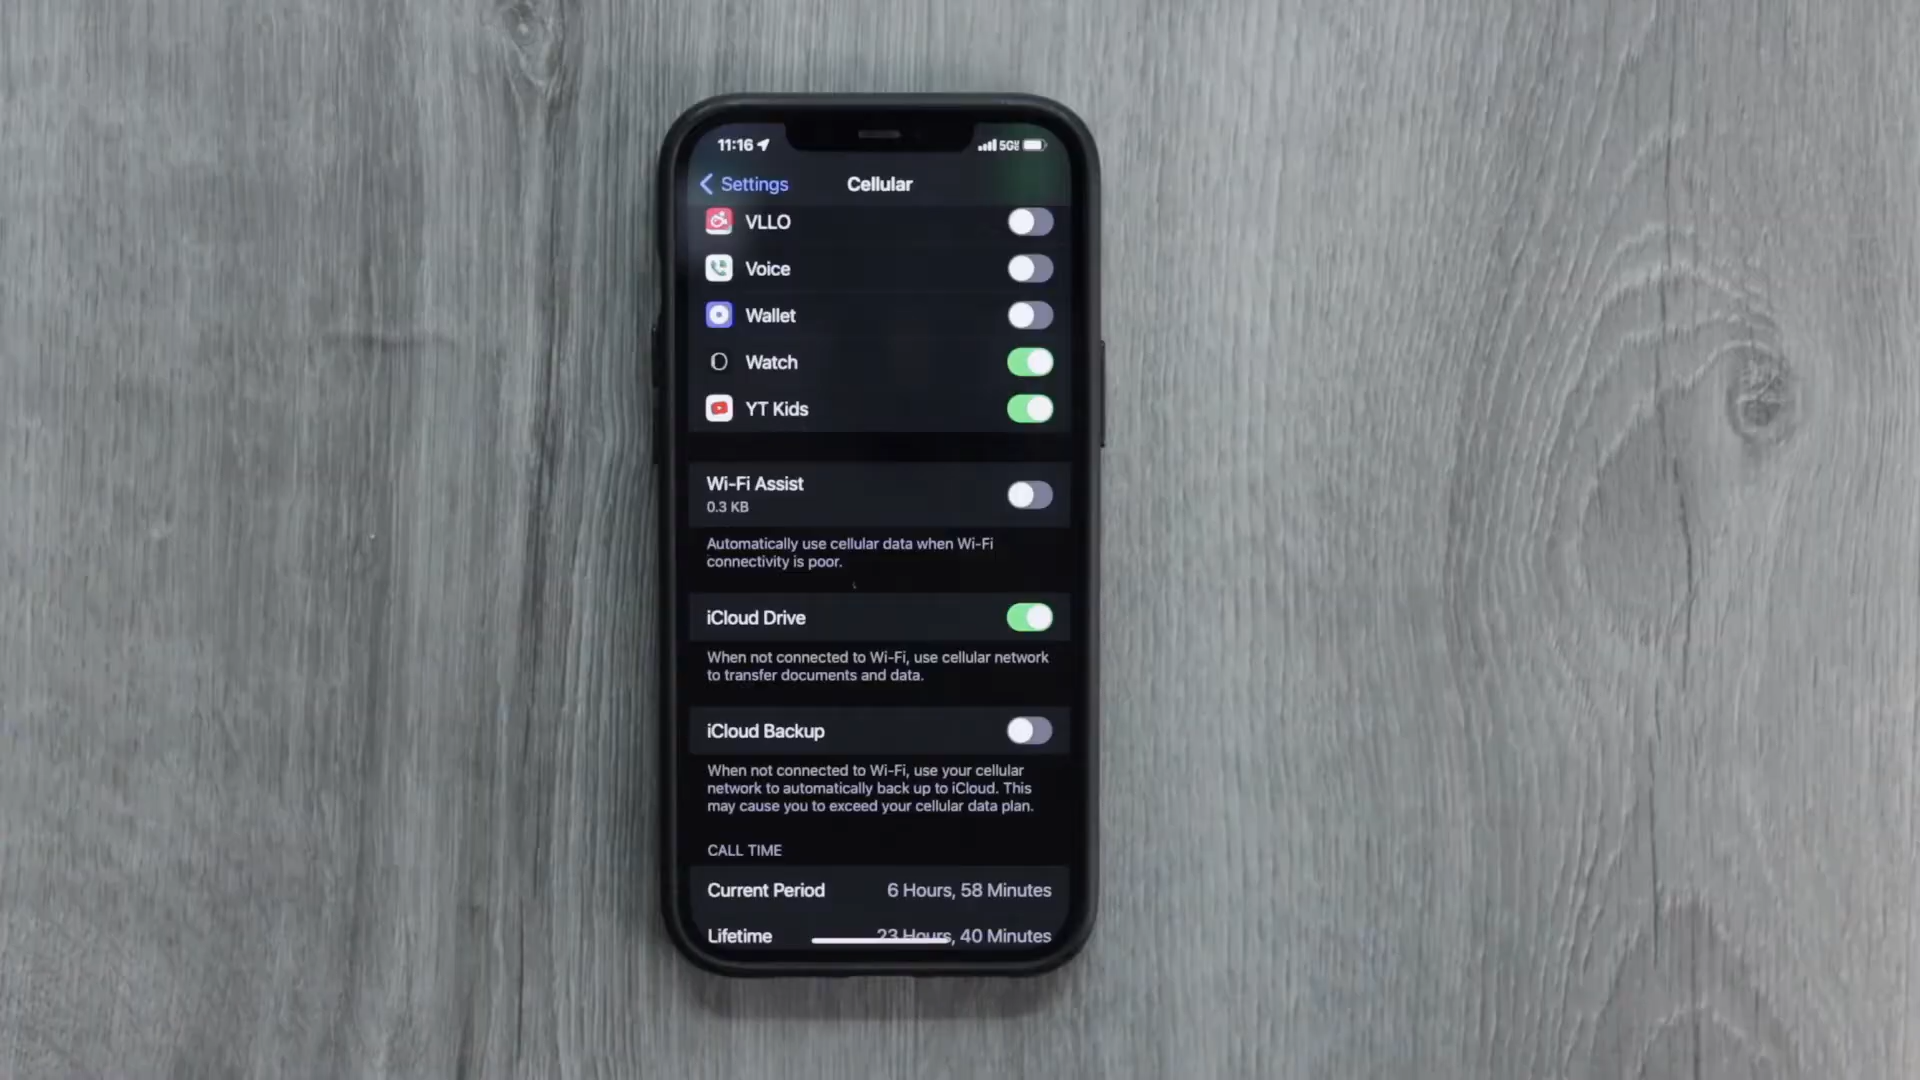 11:16 5G
Settings Cellular
VLLO
Voice
Wallet
Watch
YT Kids
Wi-Fi Assist
0.3 KB
Automatically use cellular data when Wi-Fi
connectivity is poor.
iCloud Drive
When not connected to Wi-Fi, use cellular network
to transfer documents and data.
iCloud Backup
When not connected to Wi-Fi, use your cellular
network to automatically back up to iCloud. This
may cause you to exceed your cellular data plan.
CALL TIME
Current Period 6 Hours, 58 Minutes
Lifetime 23 Hours, 40 Minutes